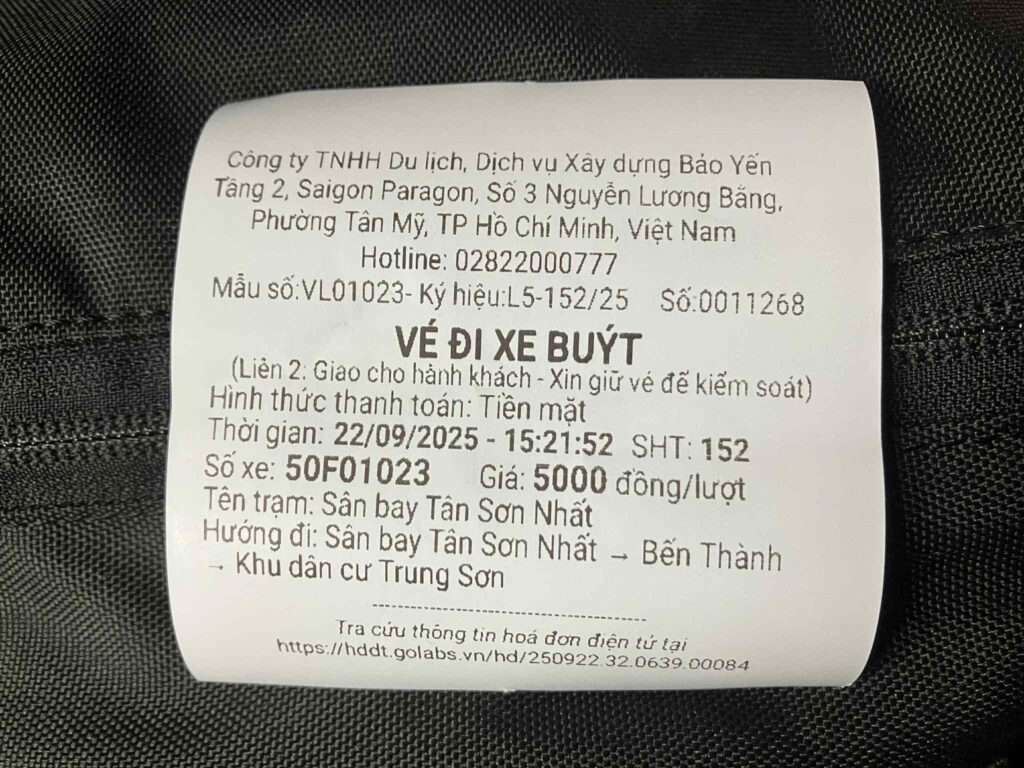 Công ty TNHH Du lịch, Dịch vụ Xây dựng Bảo Yến
Tầng 2, Saigon Paragon, Số 3 Nguyễn Lương Bằng,
Phường Tân Mỹ, TP Hồ Chí Minh, Việt Nam
Hotline: 02822000777
Mẫu số:VL01023- Ký hiệu:L5-152/25 Số:0011268
VÉ ĐI XE BUÝT
(Liên 2: Giao cho hành khách - Xin giữ vé để kiểm soát)
Hình thức thanh toán: Tiền mặt
Thời gian: 22/09/2025 - 15:21:52 SHT: 152
Số xe: 50F01023 Giá: 5000 đồng/lượt
Tên trạm: Sân bay Tân Sơn Nhất
Hướng đi: Sân bay Tân Sơn Nhất → Bến Thành
→ Khu dân cư Trung Sơn
Tra cứu thông tin hoá đơn điện tử tại
https://hddt.golabs.vn/hd/250922.32.0639.00084